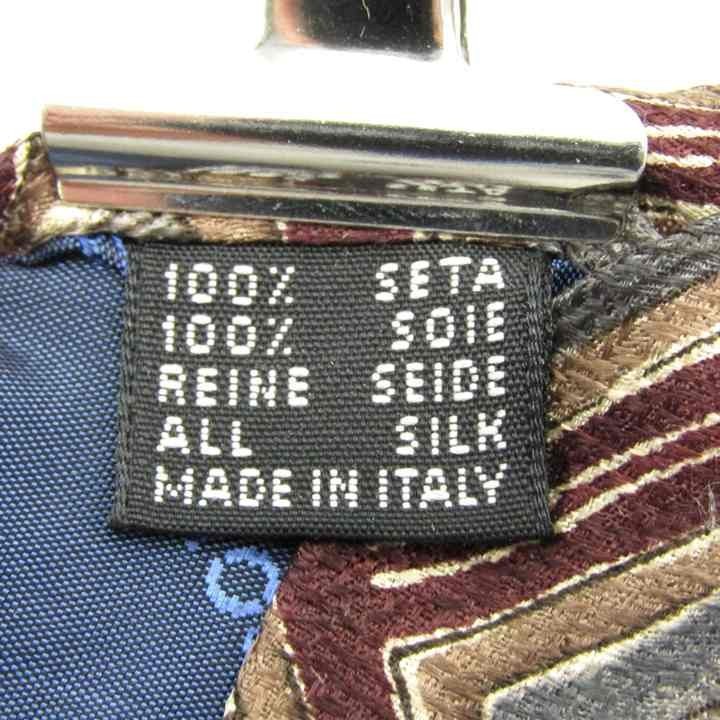 100% SETA
100% SOIE
REINE SEIDE
ALL SILK
MADE IN ITALY